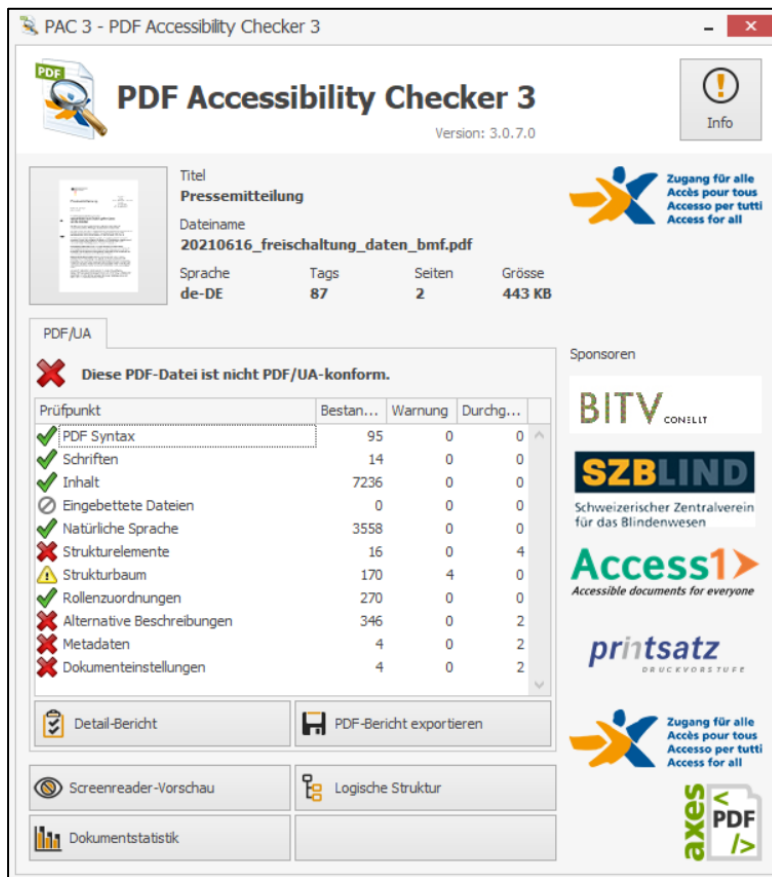 PAC 3 - PDF Accessibility Checker 3
PDF
PDF Accessibility Checker 3
Version: 3.0.7.0
Info
Titel
Pressemitteilung
Dateiname
20210616_freischaltung_daten_bmf.pdf
Sprache Tags Seiten Grösse
de-DE 87 2 443 KB
Zugang für alle
Accès pour tous
Accesso per tutti
Access for all
PDF/UA
Diese PDF-Datei ist nicht PDF/UA-konform.
Prüfpunkt Bestan... Warnung Durchg...
PDF Syntax 95 0 0
Schriften 14 0 0
Inhalt 7236 0 0
Eingebettete Dateien 0 0 0
Natürliche Sprache 3558 0 0
Strukturelemente 16 0 4
Strukturbaum 170 4 0
Rollenzuordnungen 270 0 0
Alternative Beschreibungen 346 0 2
Metadaten 4 0 2
Dokumenteinstellungen 4 0 2
Detail-Bericht
PDF-Bericht exportieren
Screenreader-Vorschau
Logische Struktur
Dokumentstatistik
Sponsoren
BITV CONSULT
SZBLIND
Schweizerischer Zentralverein
für das Blindenwesen
Access1
Accessible documents for everyone
printsatz
DRUCKVORSTUFE
Zugang für alle
Accès pour tous
Accesso per tutti
Access for all
axes
PDF